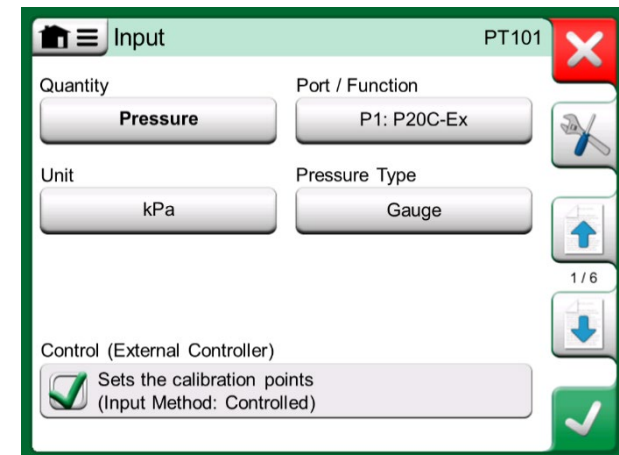 Input
PT101
Quantity
Port / Function
Pressure
P1: P20C-Ex
Unit
Pressure Type
kPa
Gauge
1 / 6
Control (External Controller)
Sets the calibration points
(Input Method: Controlled)